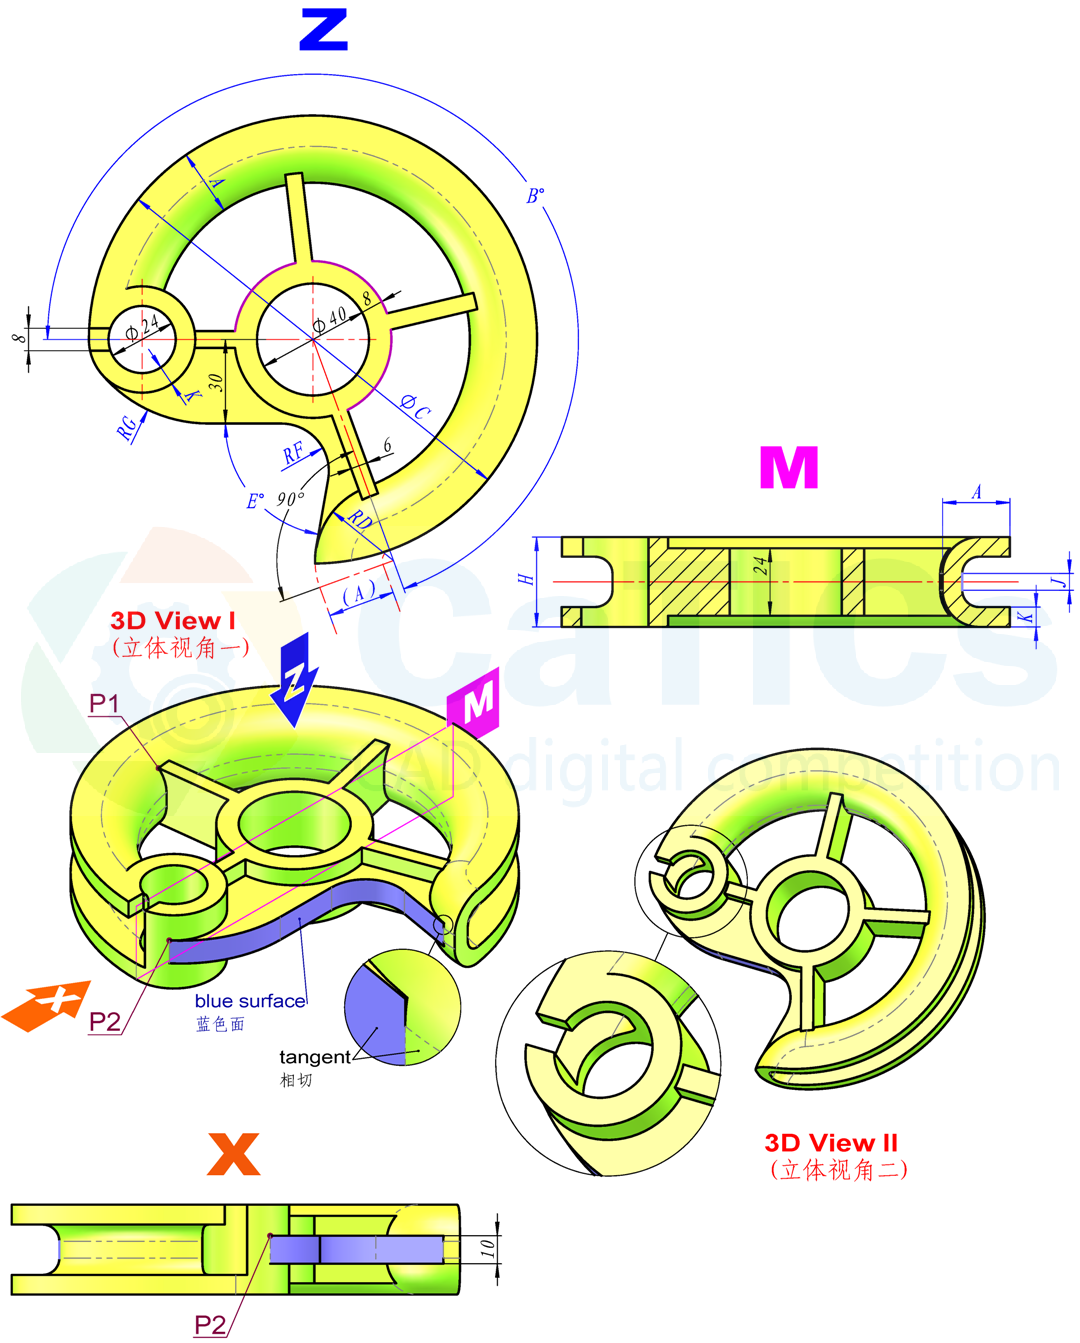 Z
B°
A
Φ24
8
Φ40
8
K
30
ΦC
RG
RF
6
E°
90°
RD
(A)
M
A
H
24
J
K
3D View I
(立体视角一)
Z
M
P1
CaTICs
CAD digital competition
X
P2
blue surface
蓝色面
tangent
相切
3D View II
(立体视角二)
X
10
P2